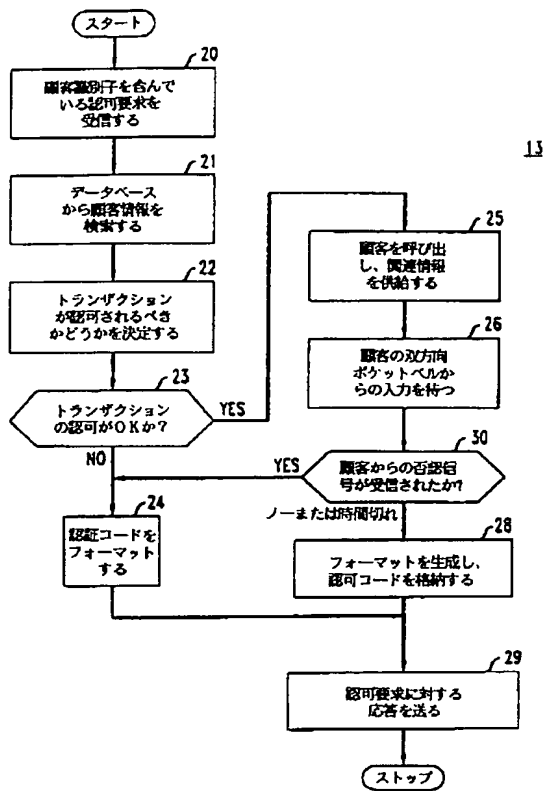 スタート
20
顧客識別子を含んで
いる認可要求を
受信する
21
データベース
から顧客情報を
検索する
22
トランザクション
が認可されるべき
かどうかを決定する
23
トランザクション
の認可がOKか?
YES
NO
24
認証コードを
フォーマット
する
13
25
顧客を呼び出
し、関連情報
を供給する
26
顧客の双方向
ポケットベルか
らの入力を待つ
30
顧客からの否認信
号が受信されたか?
YES
ノーまたは時間切れ
28
フォーマットを生成し、
認可コードを格納する
29
認可要求に対する
応答を送る
ストップ